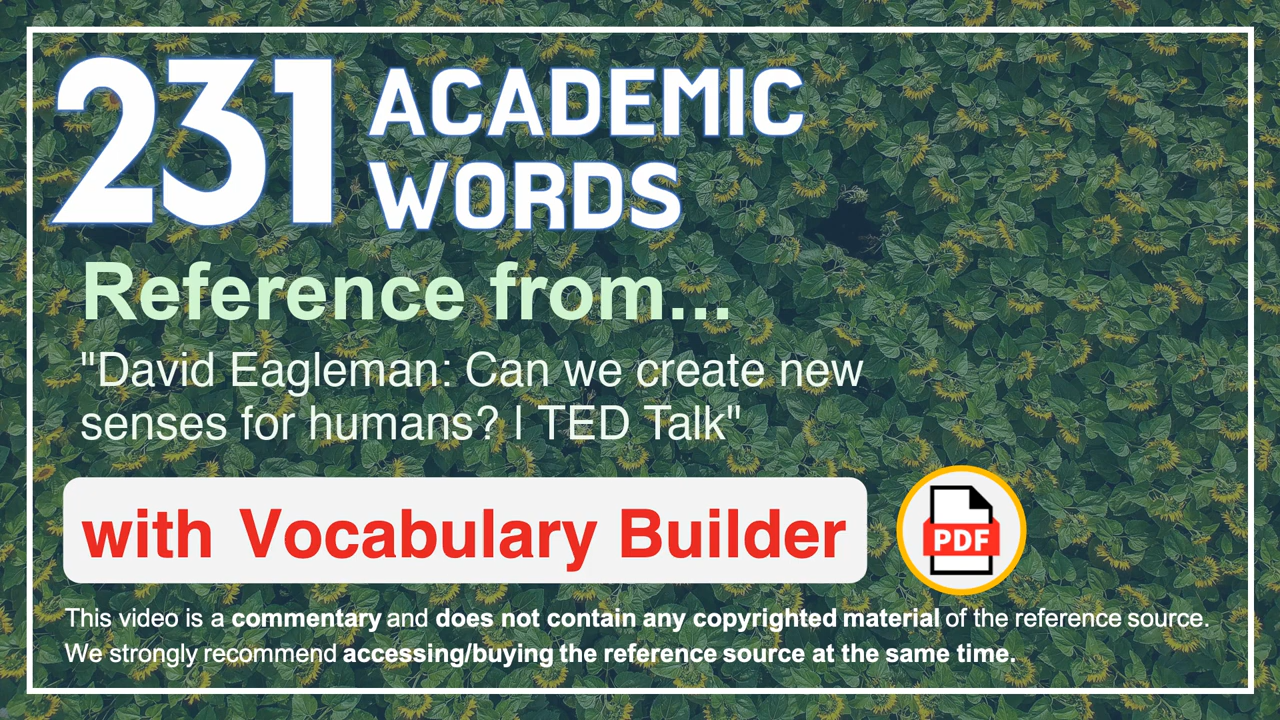 231 ACADEMIC
WORDS
Reference from...
"David Eagleman: Can we create new
senses for humans? | TED Talk"
with Vocabulary Builder
PDF
This video is a commentary and does not contain any copyrighted material of the reference source.
We strongly recommend accessing/buying the reference source at the same time.